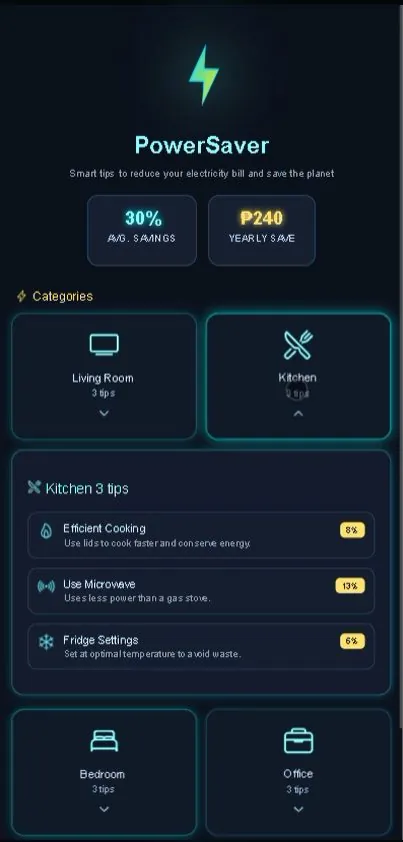 PowerSaver
Smart tips to reduce your electricity bill and save the planet
30%
AVG. SAVINGS
₱240
YEARLY SAVE
Categories
Living Room
3 tips
Kitchen
3 tips
Kitchen 3 tips
Efficient Cooking
8%
Use lids to cook faster and conserve energy.
Use Microwave
13%
Uses less power than a gas stove.
Fridge Settings
6%
Set at optimal temperature to avoid waste.
Bedroom
3 tips
Office
3 tips